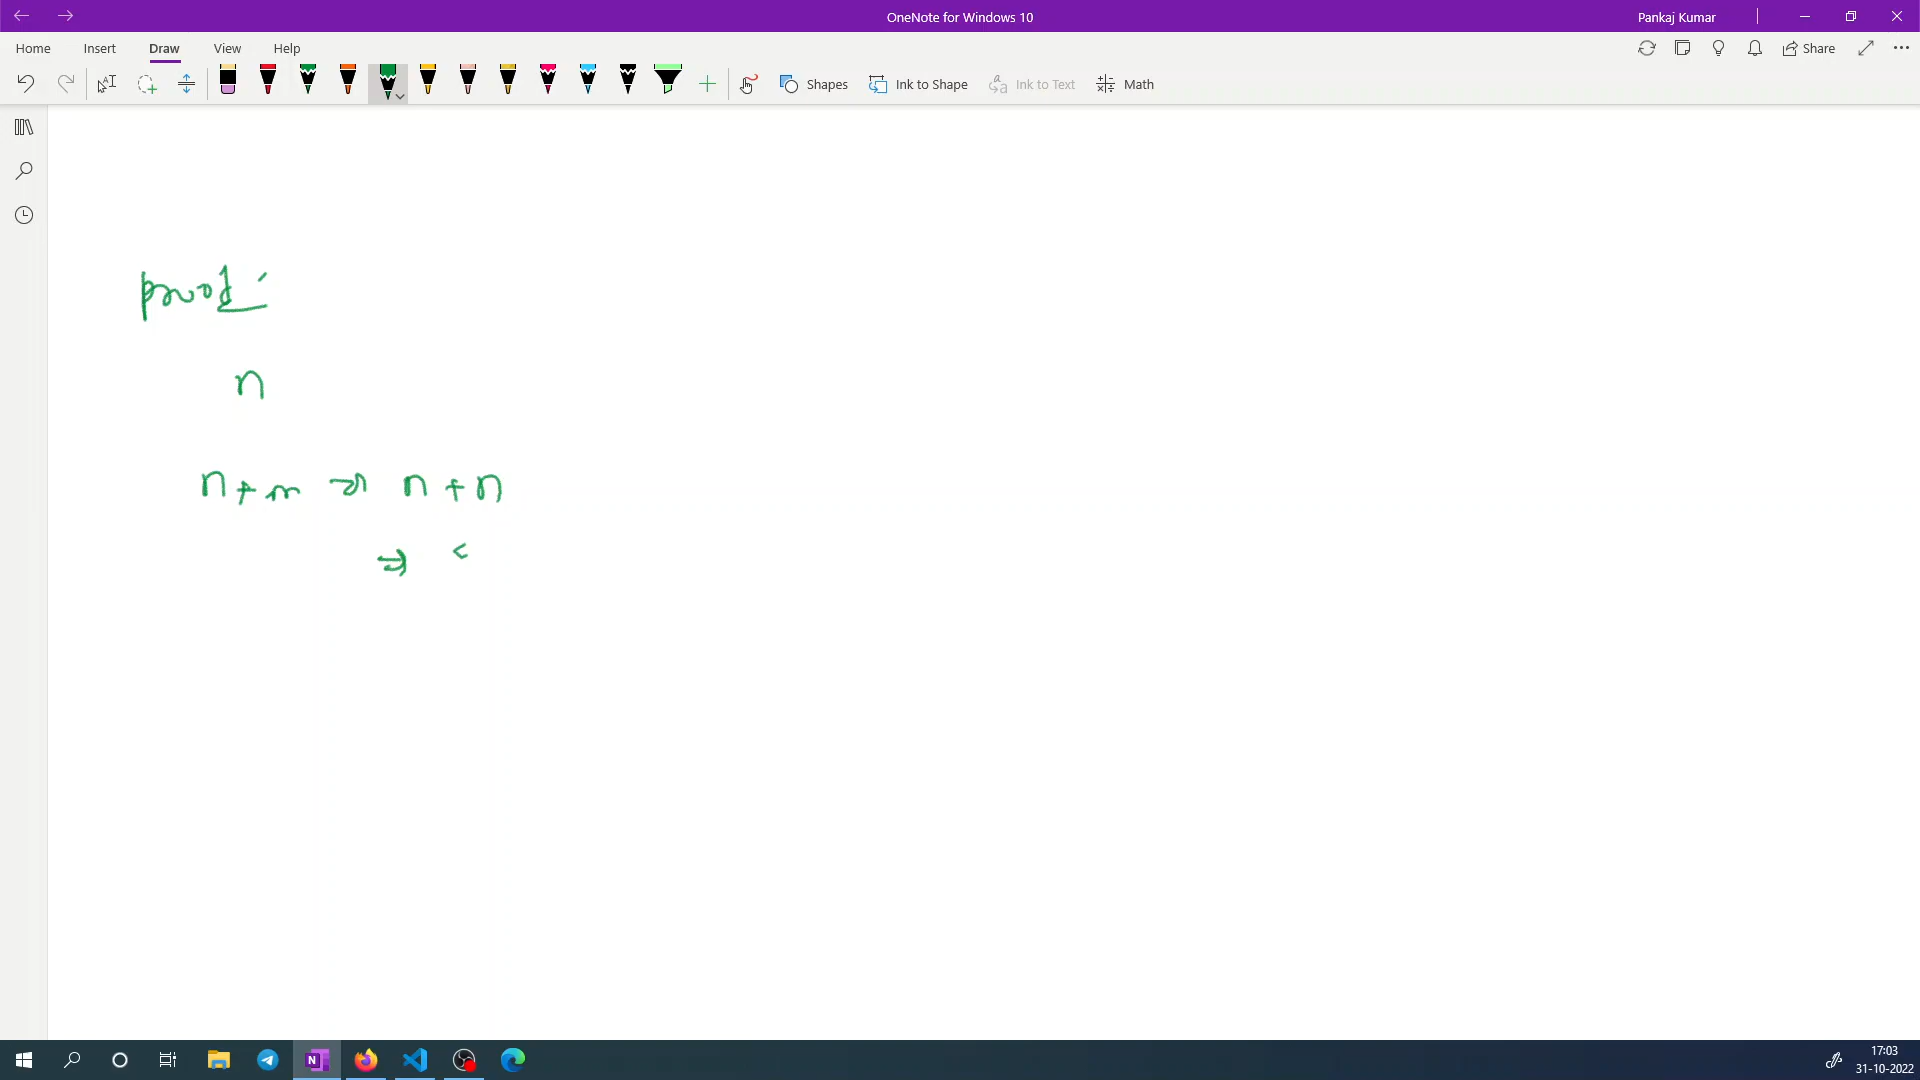 OneNote for Windows 10
Pankaj Kumar
Home Insert Draw View Help
Share
Shapes Ink to Shape Ink to Text Math
n
n+m ⇒ n+n
⇒
17:03
31-10-2022